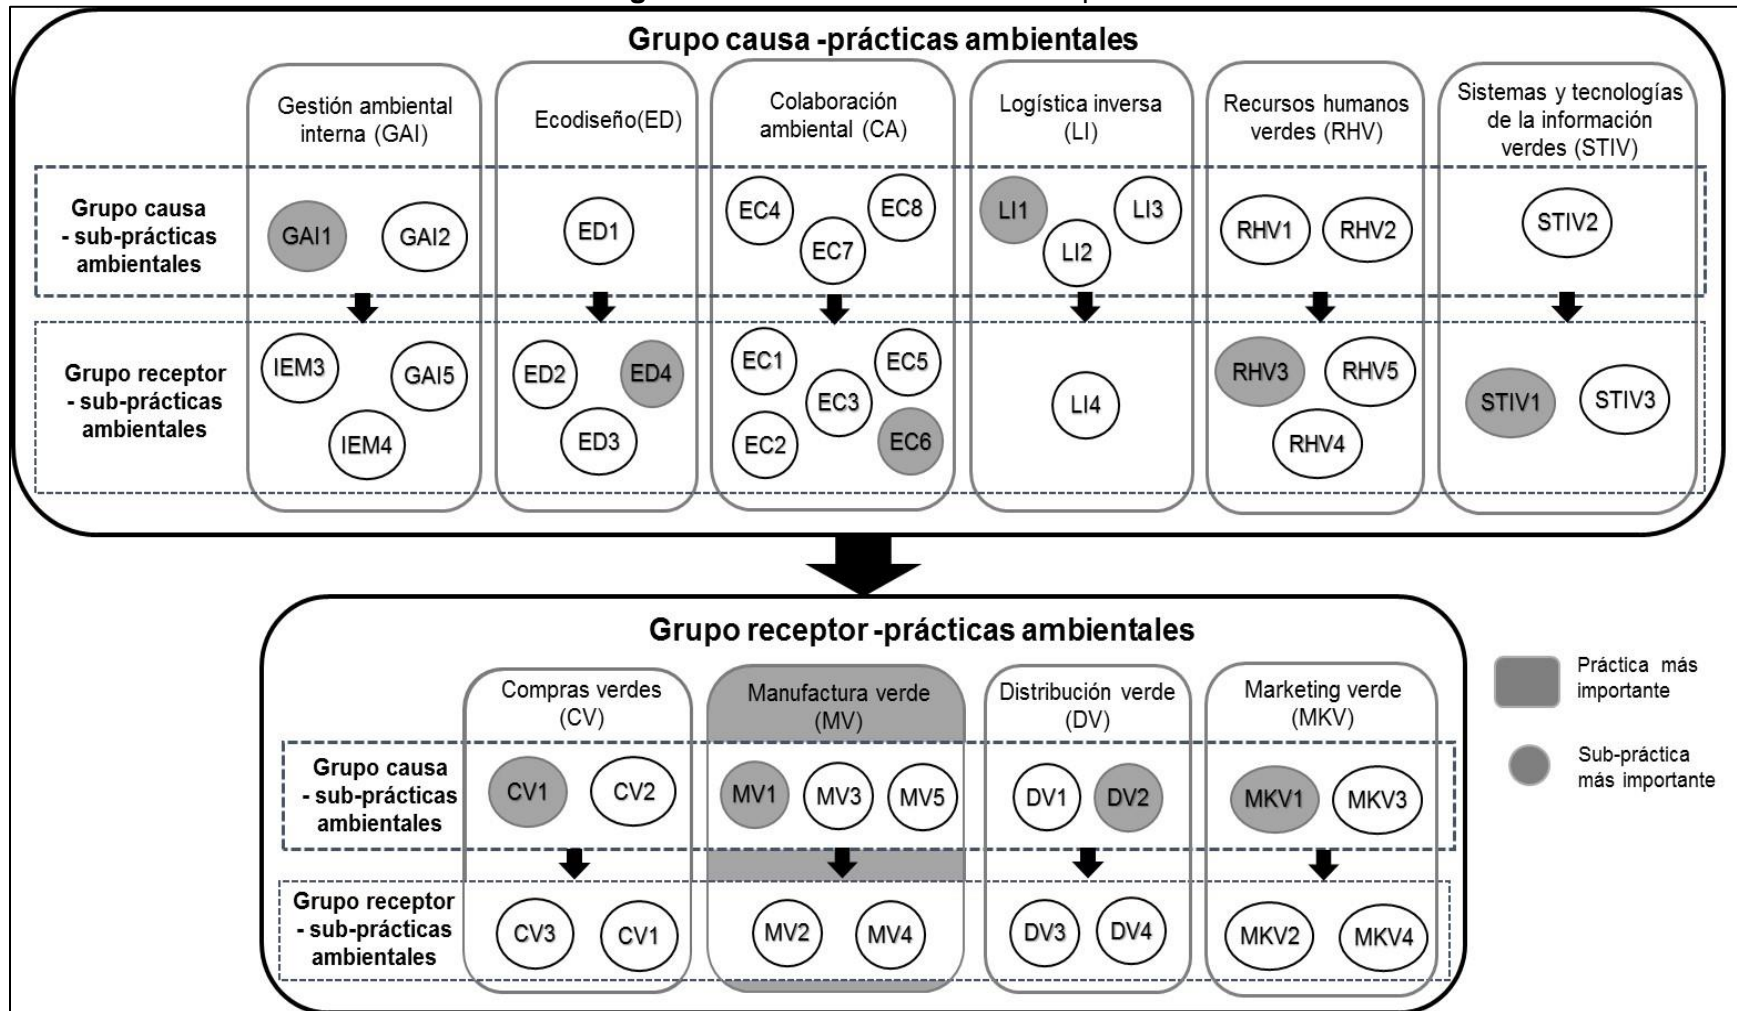 Grupo causa -prácticas ambientales
Gestión ambiental
interna (GAI)
Ecodiseño(ED)
Colaboración
ambiental (CA)
Logística inversa
(LI)
Recursos humanos
verdes (RHV)
Sistemas y tecnologías
de la información
verdes (STIV)
Grupo causa
- sub-prácticas
ambientales
GAI1
GAI2
ED1
EC4
EC8
EC7
LI1
LI3
LI2
RHV1
RHV2
STIV2
Grupo receptor
- sub-prácticas
ambientales
IEM3
GAI5
IEM4
ED2
ED4
ED3
EC1
EC5
EC3
EC2
EC6
LI4
RHV3
RHV5
RHV4
STIV1
STIV3
Grupo receptor -prácticas ambientales
Compras verdes
(CV)
Manufactura verde
(MV)
Distribución verde
(DV)
Marketing verde
(MKV)
Grupo causa
- sub-prácticas
ambientales
CV1
CV2
MV1
MV3
MV5
DV1
DV2
MKV1
MKV3
Grupo receptor
- sub-prácticas
ambientales
CV3
CV1
MV2
MV4
DV3
DV4
MKV2
MKV4
Práctica más
importante
Sub-práctica
más importante